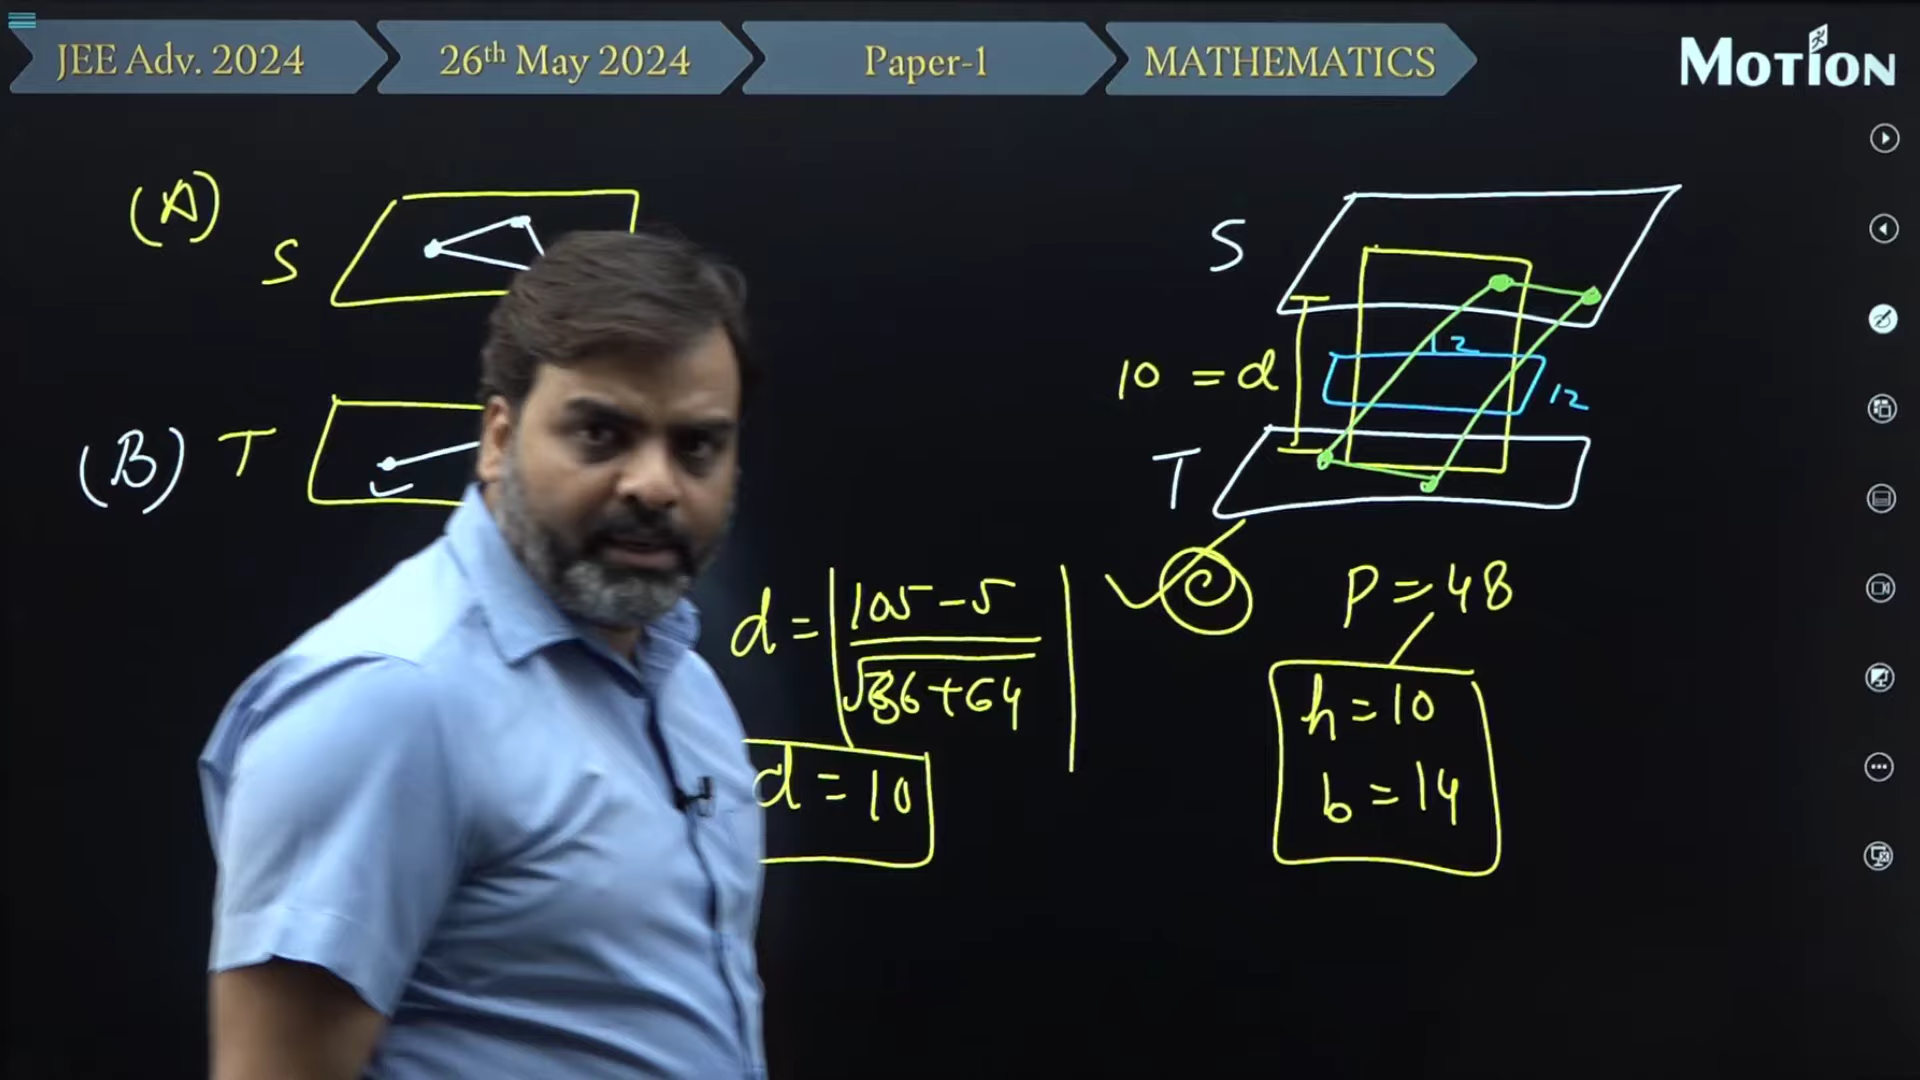 JEE Adv. 2024
26th May 2024
Paper-1
MATHEMATICS
MOTION
(A)
S
(B) T
S
10 = d
12
12
T
d = |105-5 / √36+64|
d = 10
P = 48
h = 10
b = 14